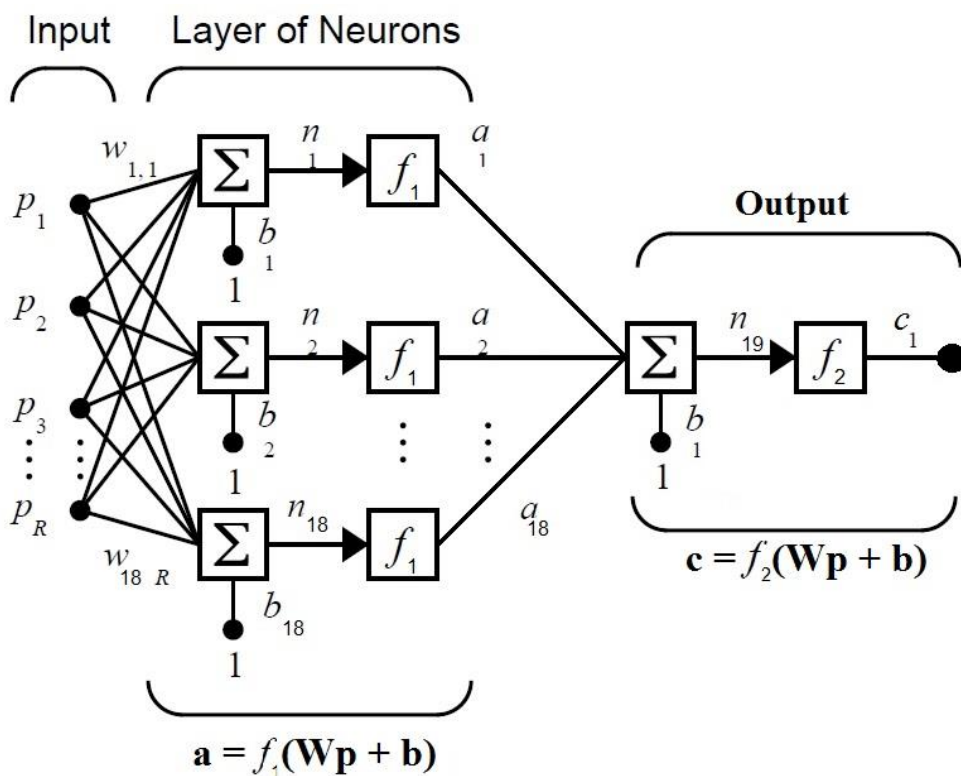 Input Layer of Neurons
w1, 1 Σ n1 f1 a1
p1
b1
1
Output
p2
Σ n2 f1 a2
Σ n19 f2 c1
p3
b2
1
b1
1
pR
w18 R Σ n18 f1 a18
b18
1
c = f2(Wp + b)
a = f1(Wp + b)